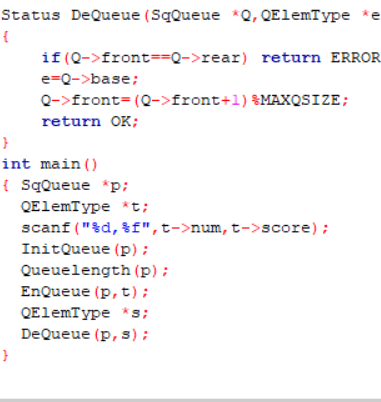 Status DeQueue(SqQueue *Q,QElemType *e
{
if(Q->front==Q->rear) return ERROR
e=Q->base;
Q->front=(Q->front+1)%MAXQSIZE;
return OK;
}
int main()
{ SqQueue *p;
QElemType *t;
scanf("%d,%f",t->num,t->score);
InitQueue(p);
Queuelength(p);
EnQueue(p,t);
QElemType *s;
DeQueue(p,s);
}